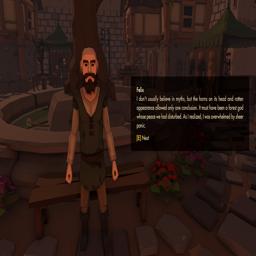 Felix
I don't usually believe in myths, but the horns on its head and rotten
appearance allowed only one conclusion. It must have been a forest god
whose peace we had disturbed. As I realized, I was overwhelmed by sheer
panic.
[E] Next